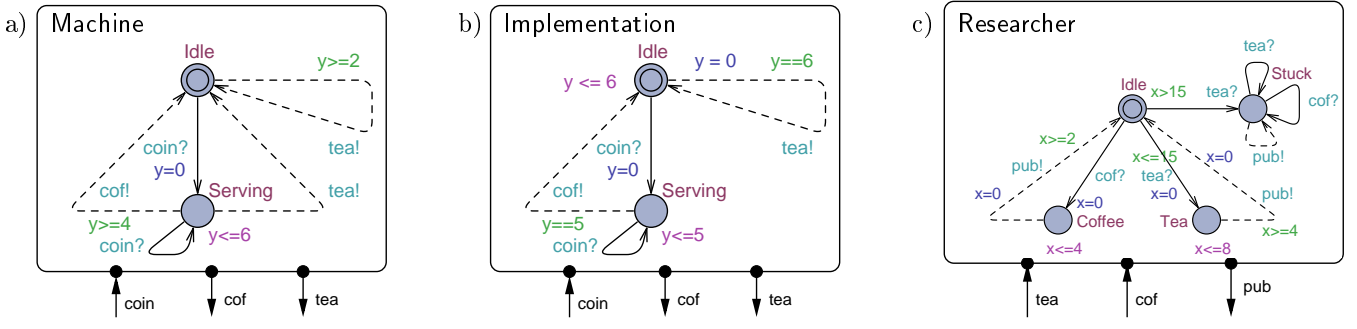 a) Machine
Idle
y>=2
coin?
tea!
y=0
cof!
tea!
Serving
y>=4
coin?
y<=6
coin
cof
tea
b) Implementation
Idle
y <= 6
y = 0
y==6
coin?
tea!
y=0
cof!
Serving
y==5
coin?
y<=5
coin
cof
tea
c) Researcher
tea?
Stuck
Idle
x>15
tea?
cof?
x>=2
x<=15
x=0
pub!
pub!
cof?
tea?
x=0
x=0
x=0
pub!
Coffee
Tea
x>=4
x<=4
x<=8
tea
cof
pub